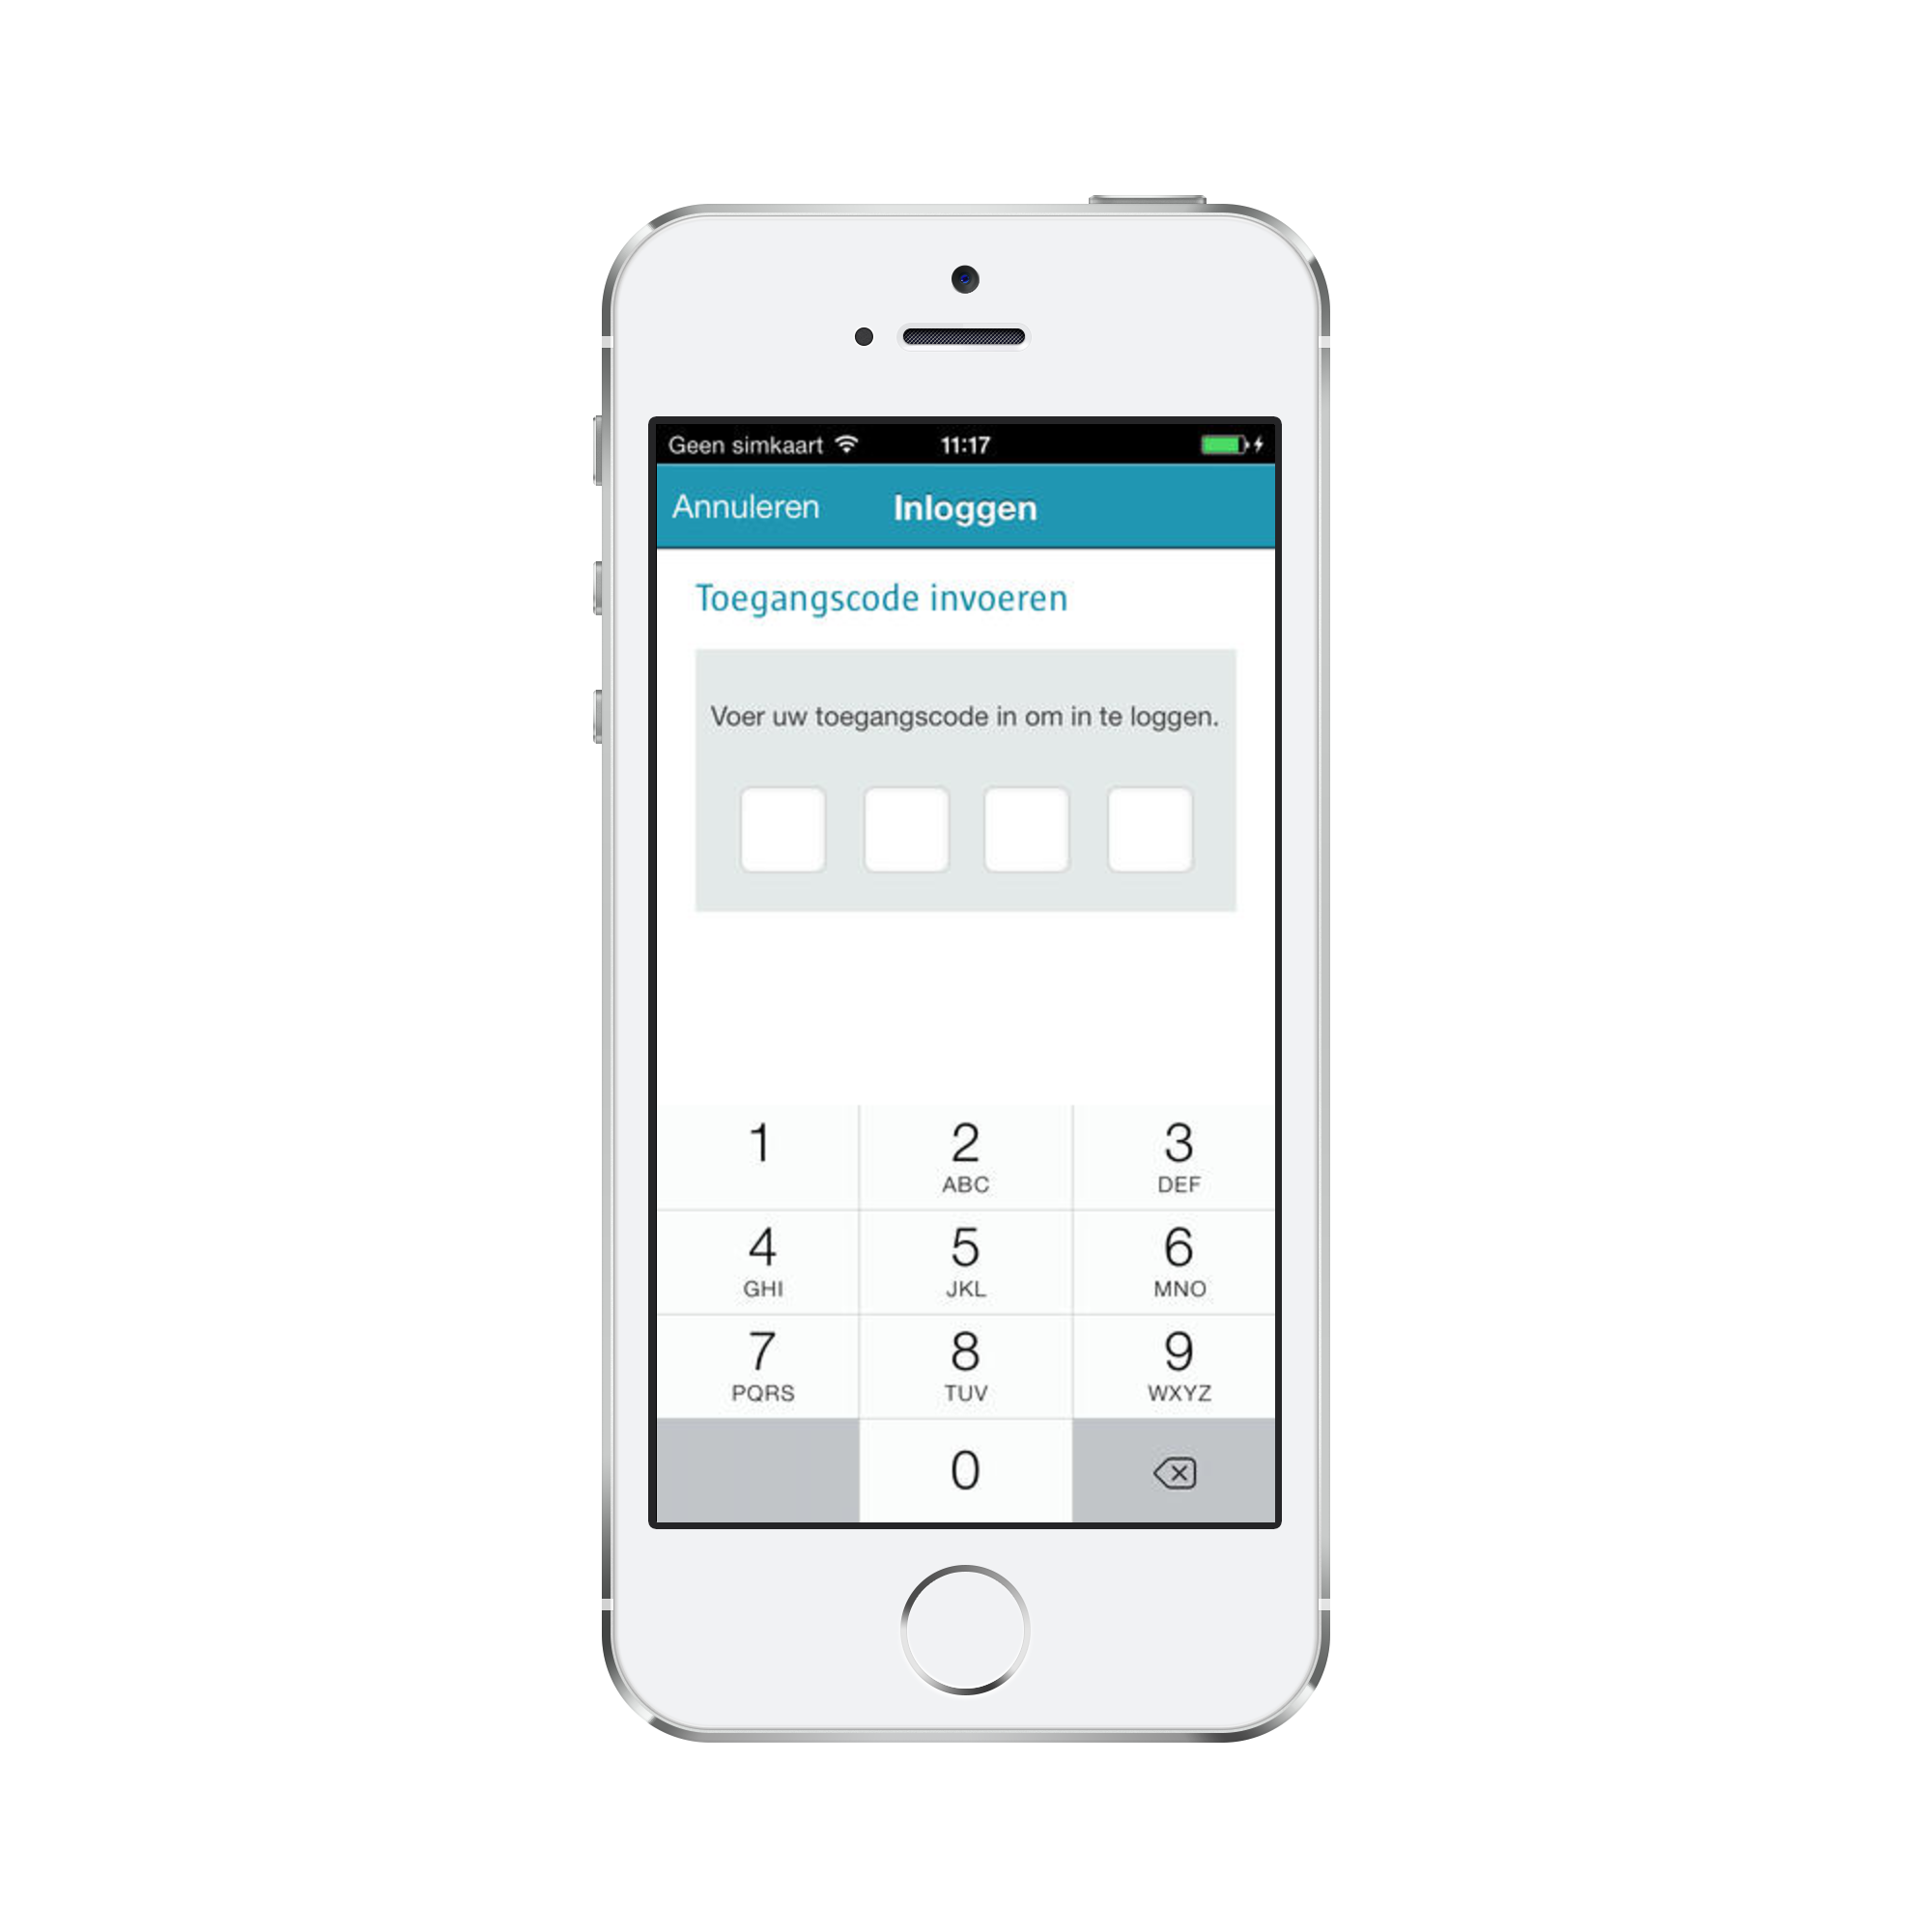 Geen simkaart 11:17
Annuleren Inloggen
Toegangscode invoeren
Voer uw toegangscode in om in te loggen.
1 2 3
ABC DEF
4 5 6
GHI JKL MNO
7 8 9
PQRS TUV WXYZ
0